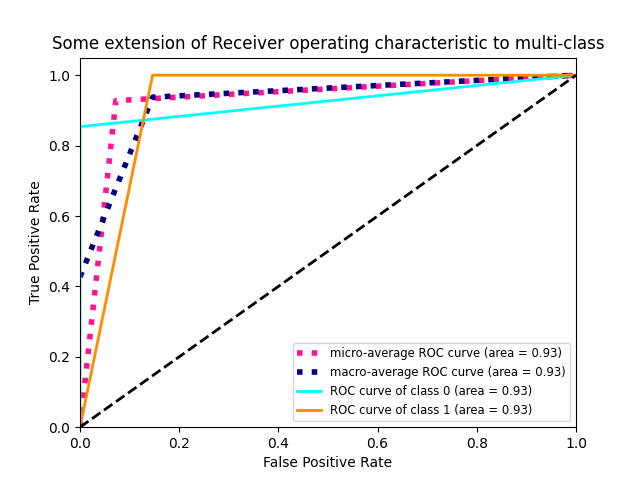 Some extension of Receiver operating characteristic to multi-class
1.0
0.8
0.6
0.4
0.2
0.0
True Positive Rate
micro-average ROC curve (area = 0.93)
macro-average ROC curve (area = 0.93)
ROC curve of class 0 (area = 0.93)
ROC curve of class 1 (area = 0.93)
0.0 0.2 0.4 0.6 0.8 1.0
False Positive Rate